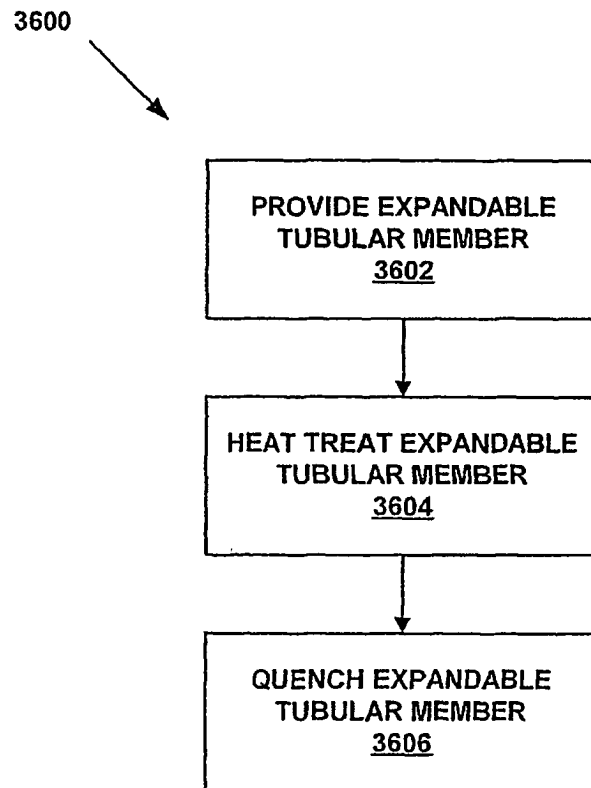 3600
PROVIDE EXPANDABLE
TUBULAR MEMBER
3602
HEAT TREAT EXPANDABLE
TUBULAR MEMBER
3604
QUENCH EXPANDABLE
TUBULAR MEMBER
3606